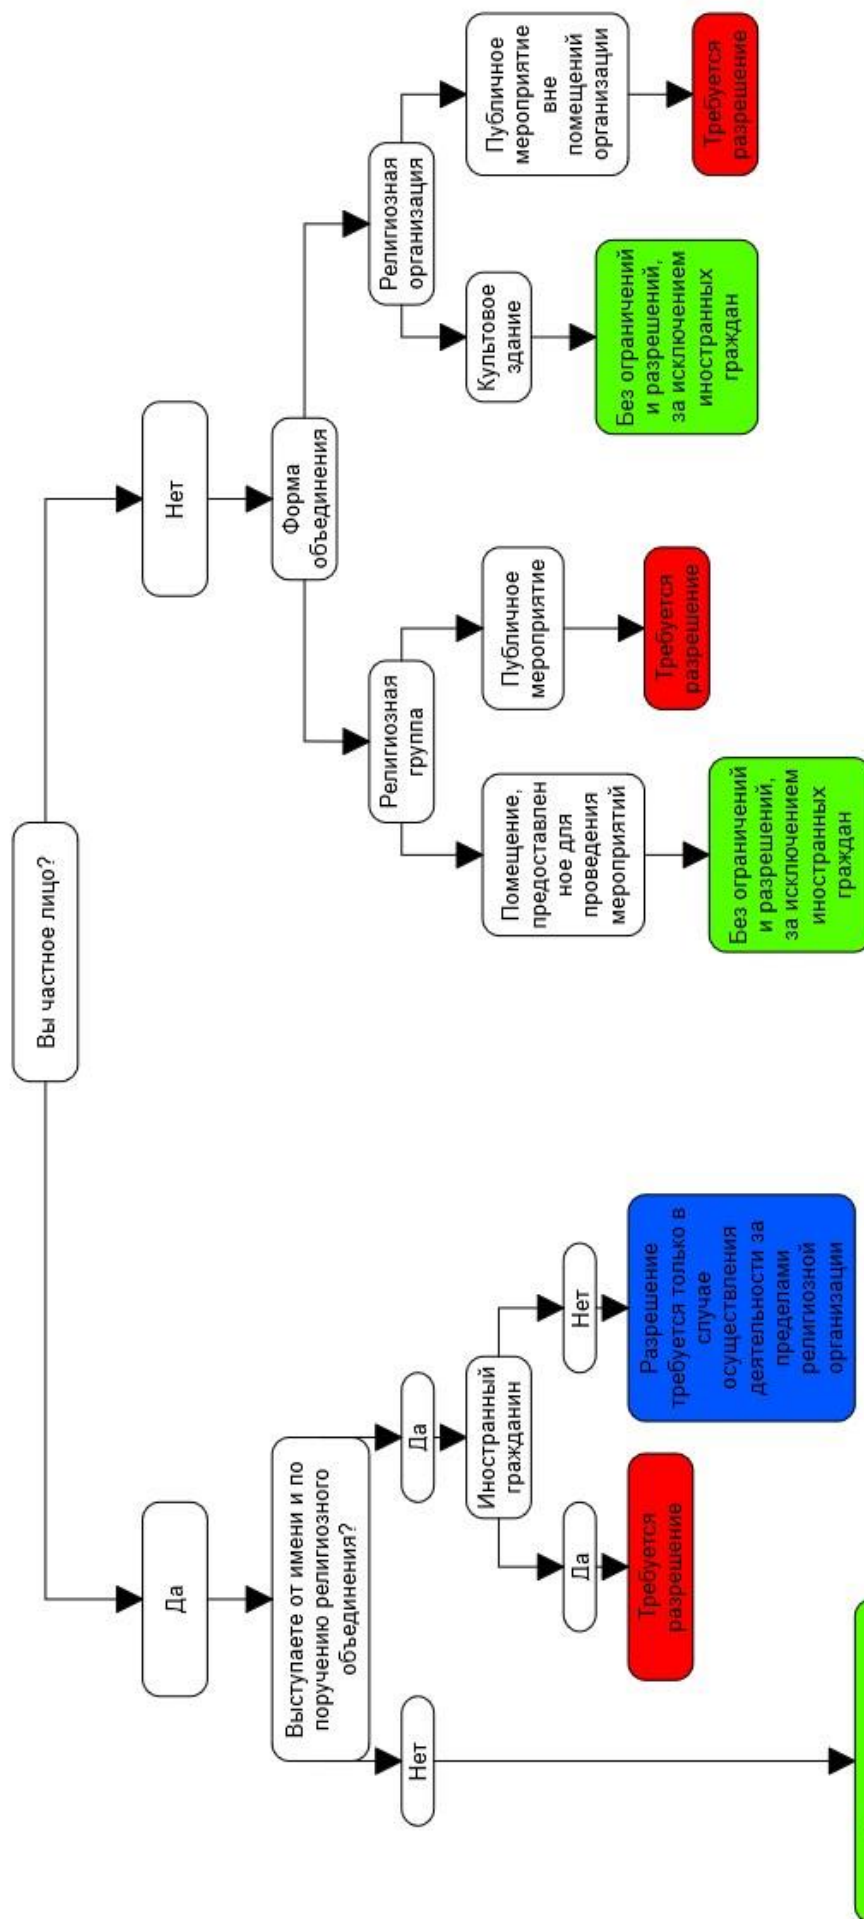 Вы частное лицо?
Да
Нет
Выступаете от имени и по
поручению религиозного
объединения?
Форма
объединения
Нет
Да
Религиозная
группа
Религиозная
организация
Иностранный
гражданин
Помещение,
предоставлен
ное для
проведения
мероприятий
Публичное
мероприятие
Культовое
здание
Публичное
мероприятие
вне
помещений
организации
Да
Нет
Требуется
разрешение
Разрешение
требуется только в
случае
осуществления
деятельности за
пределами
религиозной
организации
Без ограничений
и разрешений,
за исключением
иностранных
граждан
Требуется
разрешение
Без ограничений
и разрешений,
за исключением
иностранных
граждан
Требуется
разрешение